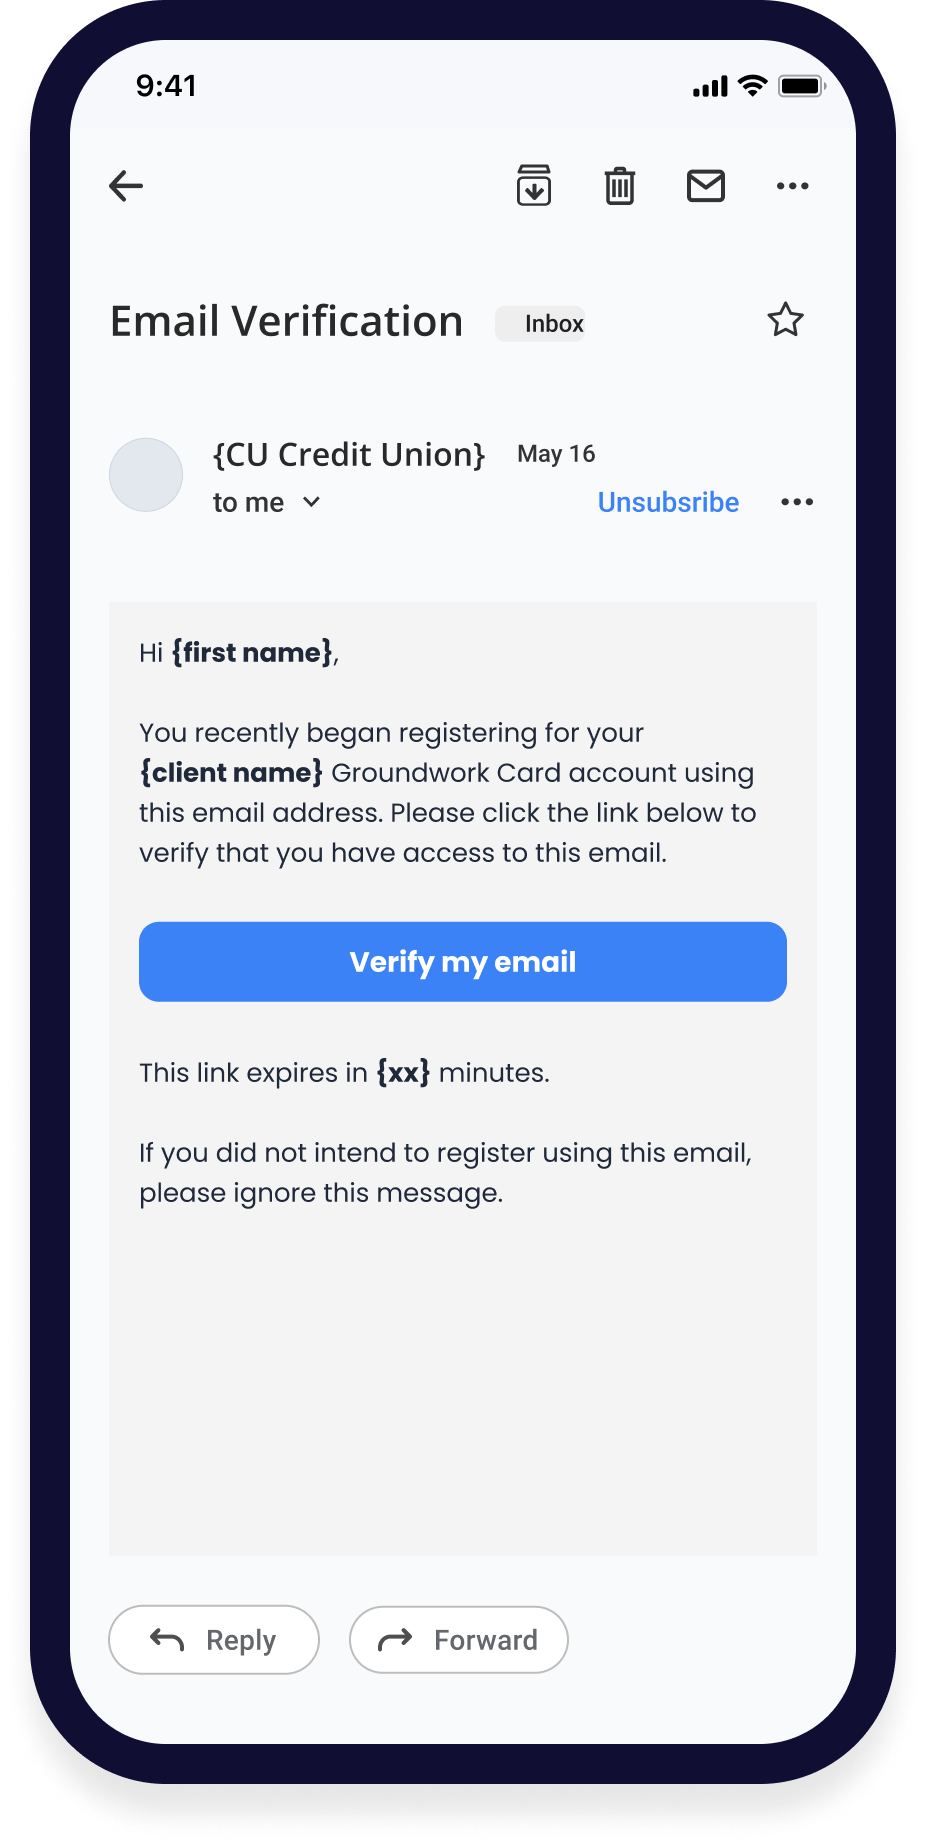 9:41
Email Verification Inbox
{CU Credit Union} May 16
to me Unsubsribe
Hi {first name},
You recently began registering for your
{client name} Groundwork Card account using
this email address. Please click the link below to
verify that you have access to this email.
Verify my email
This link expires in {xx} minutes.
If you did not intend to register using this email,
please ignore this message.
Reply Forward